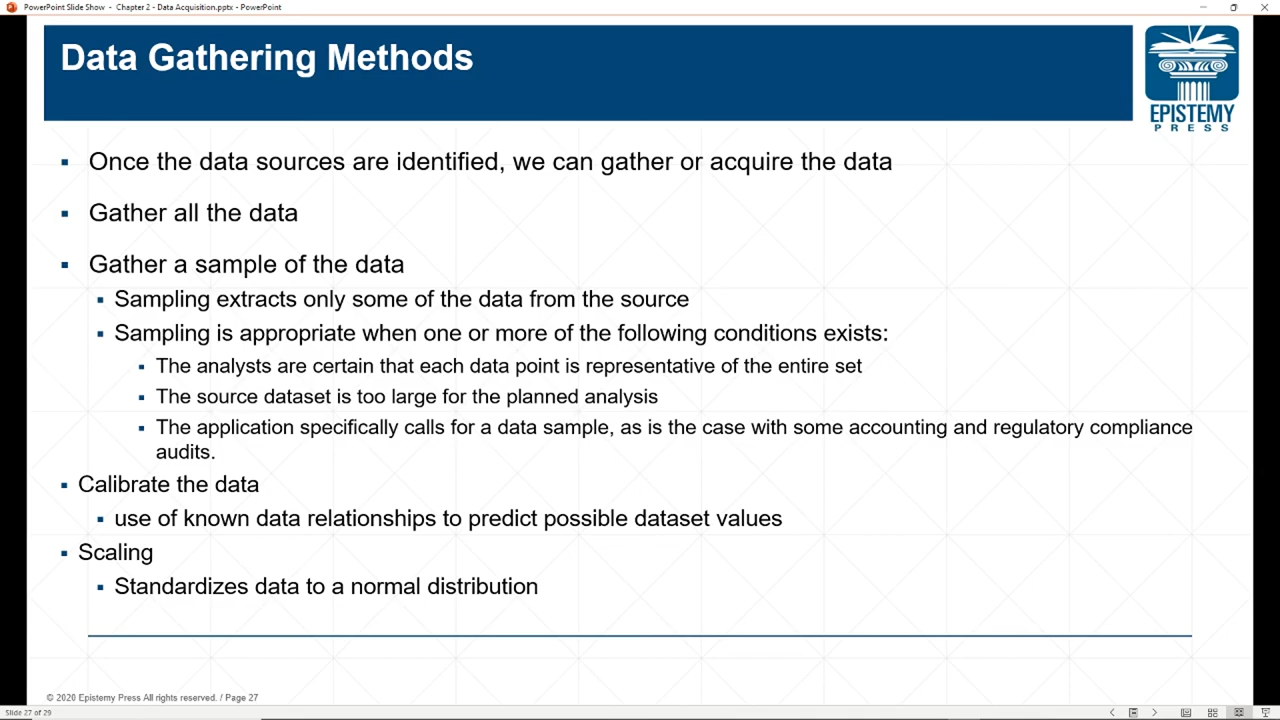 PowerPoint Slide Show - Chapter 2 - Data Acquisition.pptx - PowerPoint
Data Gathering Methods
EPISTEMY
PRESS
▪ Once the data sources are identified, we can gather or acquire the data
▪ Gather all the data
▪ Gather a sample of the data
▪ Sampling extracts only some of the data from the source
▪ Sampling is appropriate when one or more of the following conditions exists:
▪ The analysts are certain that each data point is representative of the entire set
▪ The source dataset is too large for the planned analysis
▪ The application specifically calls for a data sample, as is the case with some accounting and regulatory compliance
audits.
▪ Calibrate the data
▪ use of known data relationships to predict possible dataset values
▪ Scaling
▪ Standardizes data to a normal distribution
© 2020 Epistemy Press All rights reserved. / Page 27
Slide 27 of 29